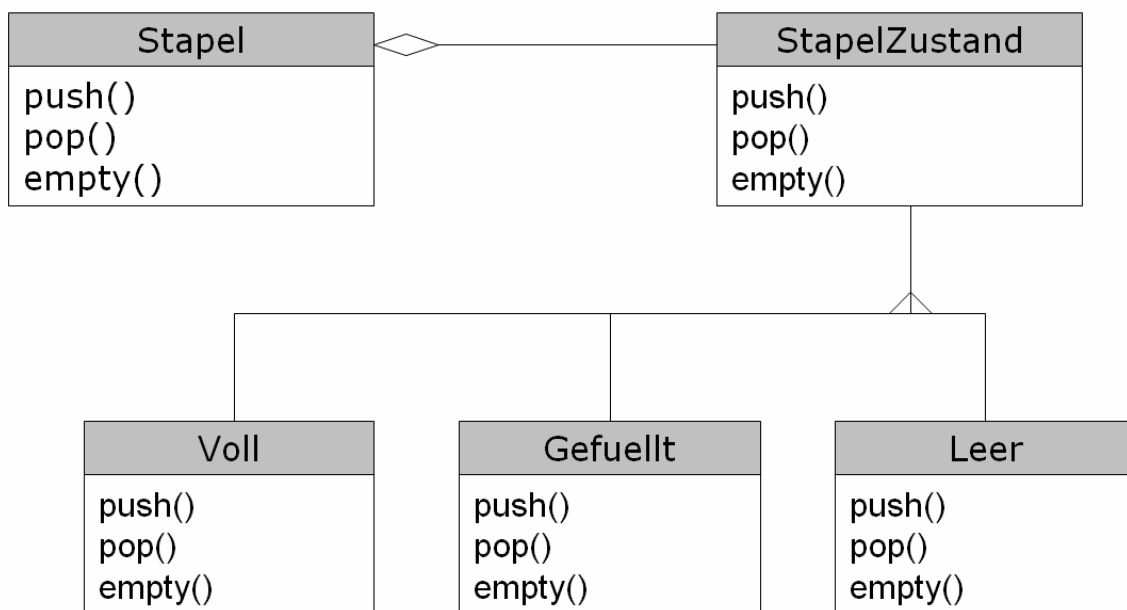 Stapel
push()
pop()
empty()
StapelZustand
push()
pop()
empty()
Voll
push()
pop()
empty()
Gefuellt
push()
pop()
empty()
Leer
push()
pop()
empty()